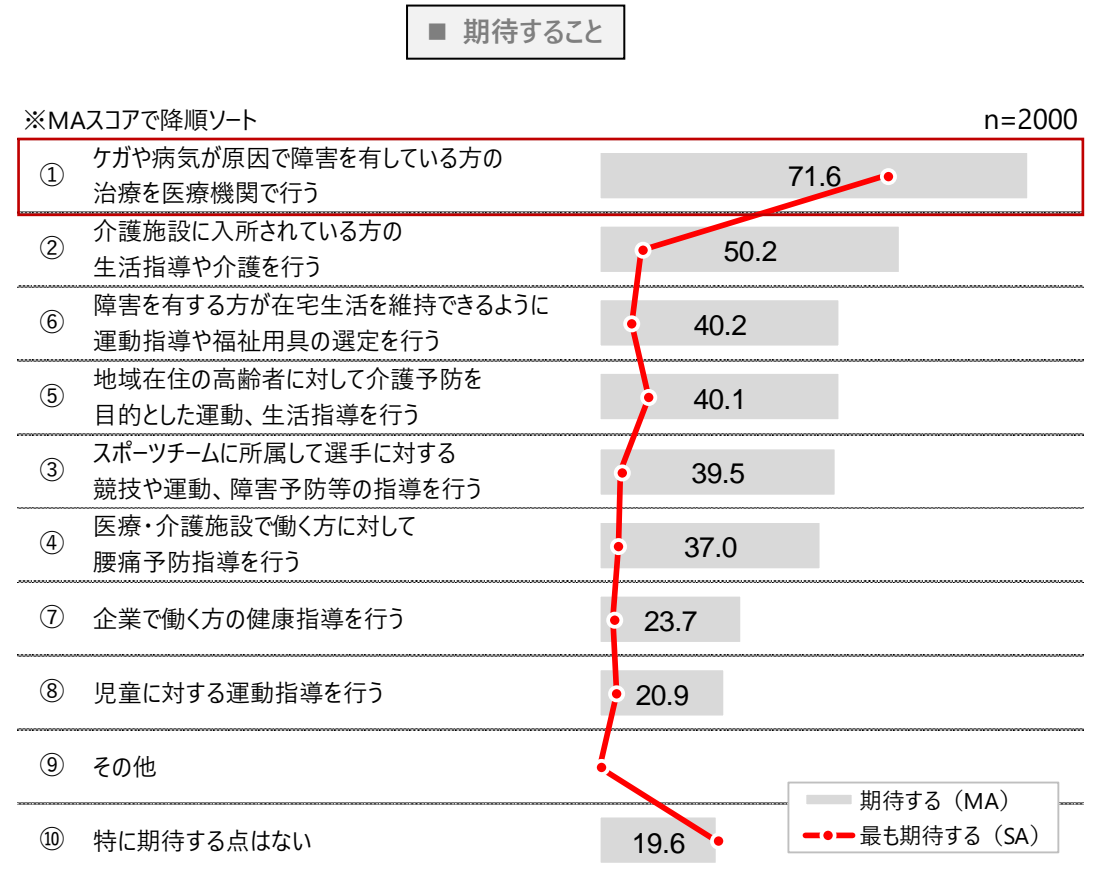 ■ 期待すること
※MAスコアで降順ソート
n=2000
① ケガや病気が原因で障害を有している方の
治療を医療機関で行う
71.6
② 介護施設に入所されている方の
生活指導や介護を行う
50.2
⑥ 障害を有する方が在宅生活を維持できるように
運動指導や福祉用具の選定を行う
40.2
⑤ 地域在住の高齢者に対して介護予防を
目的とした運動、生活指導を行う
40.1
③ スポーツチームに所属して選手に対する
競技や運動、障害予防等の指導を行う
39.5
④ 医療・介護施設で働く方に対して
腰痛予防指導を行う
37.0
⑦ 企業で働く方の健康指導を行う
23.7
⑧ 児童に対する運動指導を行う
20.9
⑨ その他
⑩ 特に期待する点はない
19.6
期待する（MA）
最も期待する（SA）